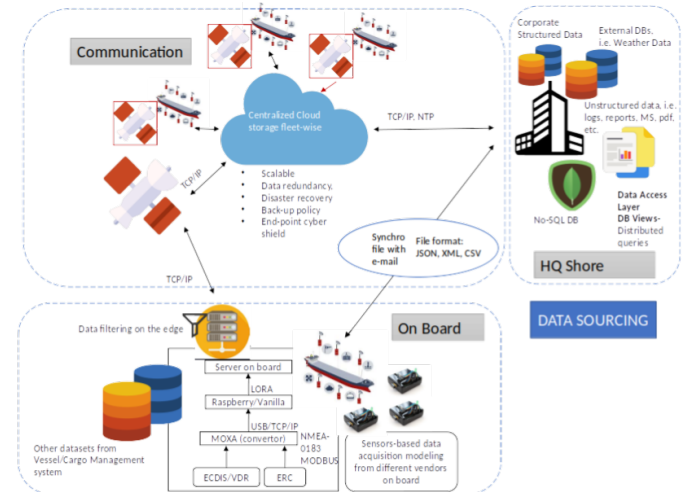 Communication
Centralized Cloud
storage fleet-wise
TCP/IP
• Scalable
• Data redundancy,
• Disaster recovery
• Back-up policy
• End-point cyber
shield
TCP/IP, NTP
TCP/IP
Synchro
file with
e-mail
File format:
JSON, XML, CSV
Corporate
Structured Data
External DBs,
i.e. Weather Data
Unstructured data, i.e.
logs, reports, MS, pdf,
etc.
No-SQL DB
Data Access
Layer
DB Views-
Distributed
queries
HQ Shore
DATA SOURCING
On Board
Data filtering on the edge
Server on board
LORA
Raspberry/Vanilla
USB/TCP/IP
MOXA (convertor)
NMEA-
0183
MODBUS
ECDIS/VDR
ERC
Other datasets from
Vessel/Cargo Management
system
Sensors-based data
acquisition modeling
from different vendors
on board